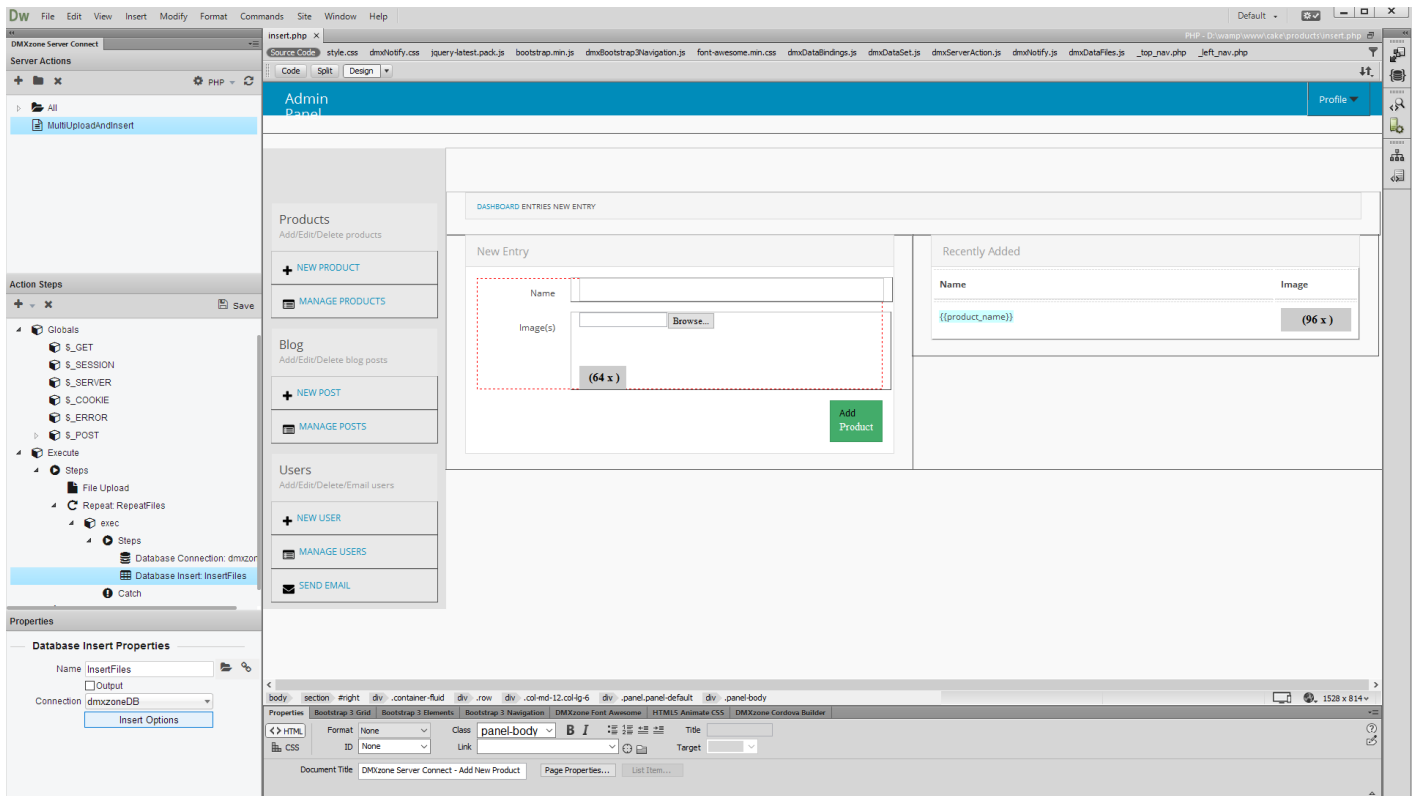 Dw File Edit View Insert Modify Format Commands Site Window Help Default
DMXzone Server Connect
Server Actions
PHP
All
MultiUploadAndInsert
Action Steps
Save
Globals
$_GET
$_SESSION
$_SERVER
$_COOKIE
$_ERROR
$_POST
Execute
Steps
File Upload
Repeat: RepeatFiles
exec
Steps
Database Connection: dmxzon
Database Insert: InsertFiles
Catch
Properties
Database Insert Properties
Name InsertFiles
Output
Connection dmxzoneDB
Insert Options
insert.php × PHP - D:\wamp\www\cake\products\insert.php
Source Code style.css dmxNotify.css jquery-latest.pack.js bootstrap.min.js dmxBootstrap3Navigation.js font-awesome.min.css dmxDataBindings.js dmxDataSet.js dmxServerAction.js dmxNotify.js dmxDataFiles.js _top_nav.php _left_nav.php
Code Split Design
Admin
Panel
Profile
Products
Add/Edit/Delete products
NEW PRODUCT
MANAGE PRODUCTS
Blog
Add/Edit/Delete blog posts
NEW POST
MANAGE POSTS
Users
Add/Edit/Delete/Email users
NEW USER
MANAGE USERS
SEND EMAIL
DASHBOARD ENTRIES NEW ENTRY
New Entry
Name
Image(s) Browse...
(64 x )
Add
Product
Recently Added
Name Image
{{product_name}} (96 x )
body section #right div .container-fluid div .row div .col-md-12.col-lg-6 div .panel.panel-default div .panel-body 1528 x 814
Properties Bootstrap 3 Grid Bootstrap 3 Elements Bootstrap 3 Navigation DMXzone Font Awesome HTML5 Animate CSS DMXzone Cordova Builder
<> HTML Format None Class panel-body B I Title
CSS ID None Link Target
Document Title DMXzone Server Connect - Add New Product Page Properties... List Item...